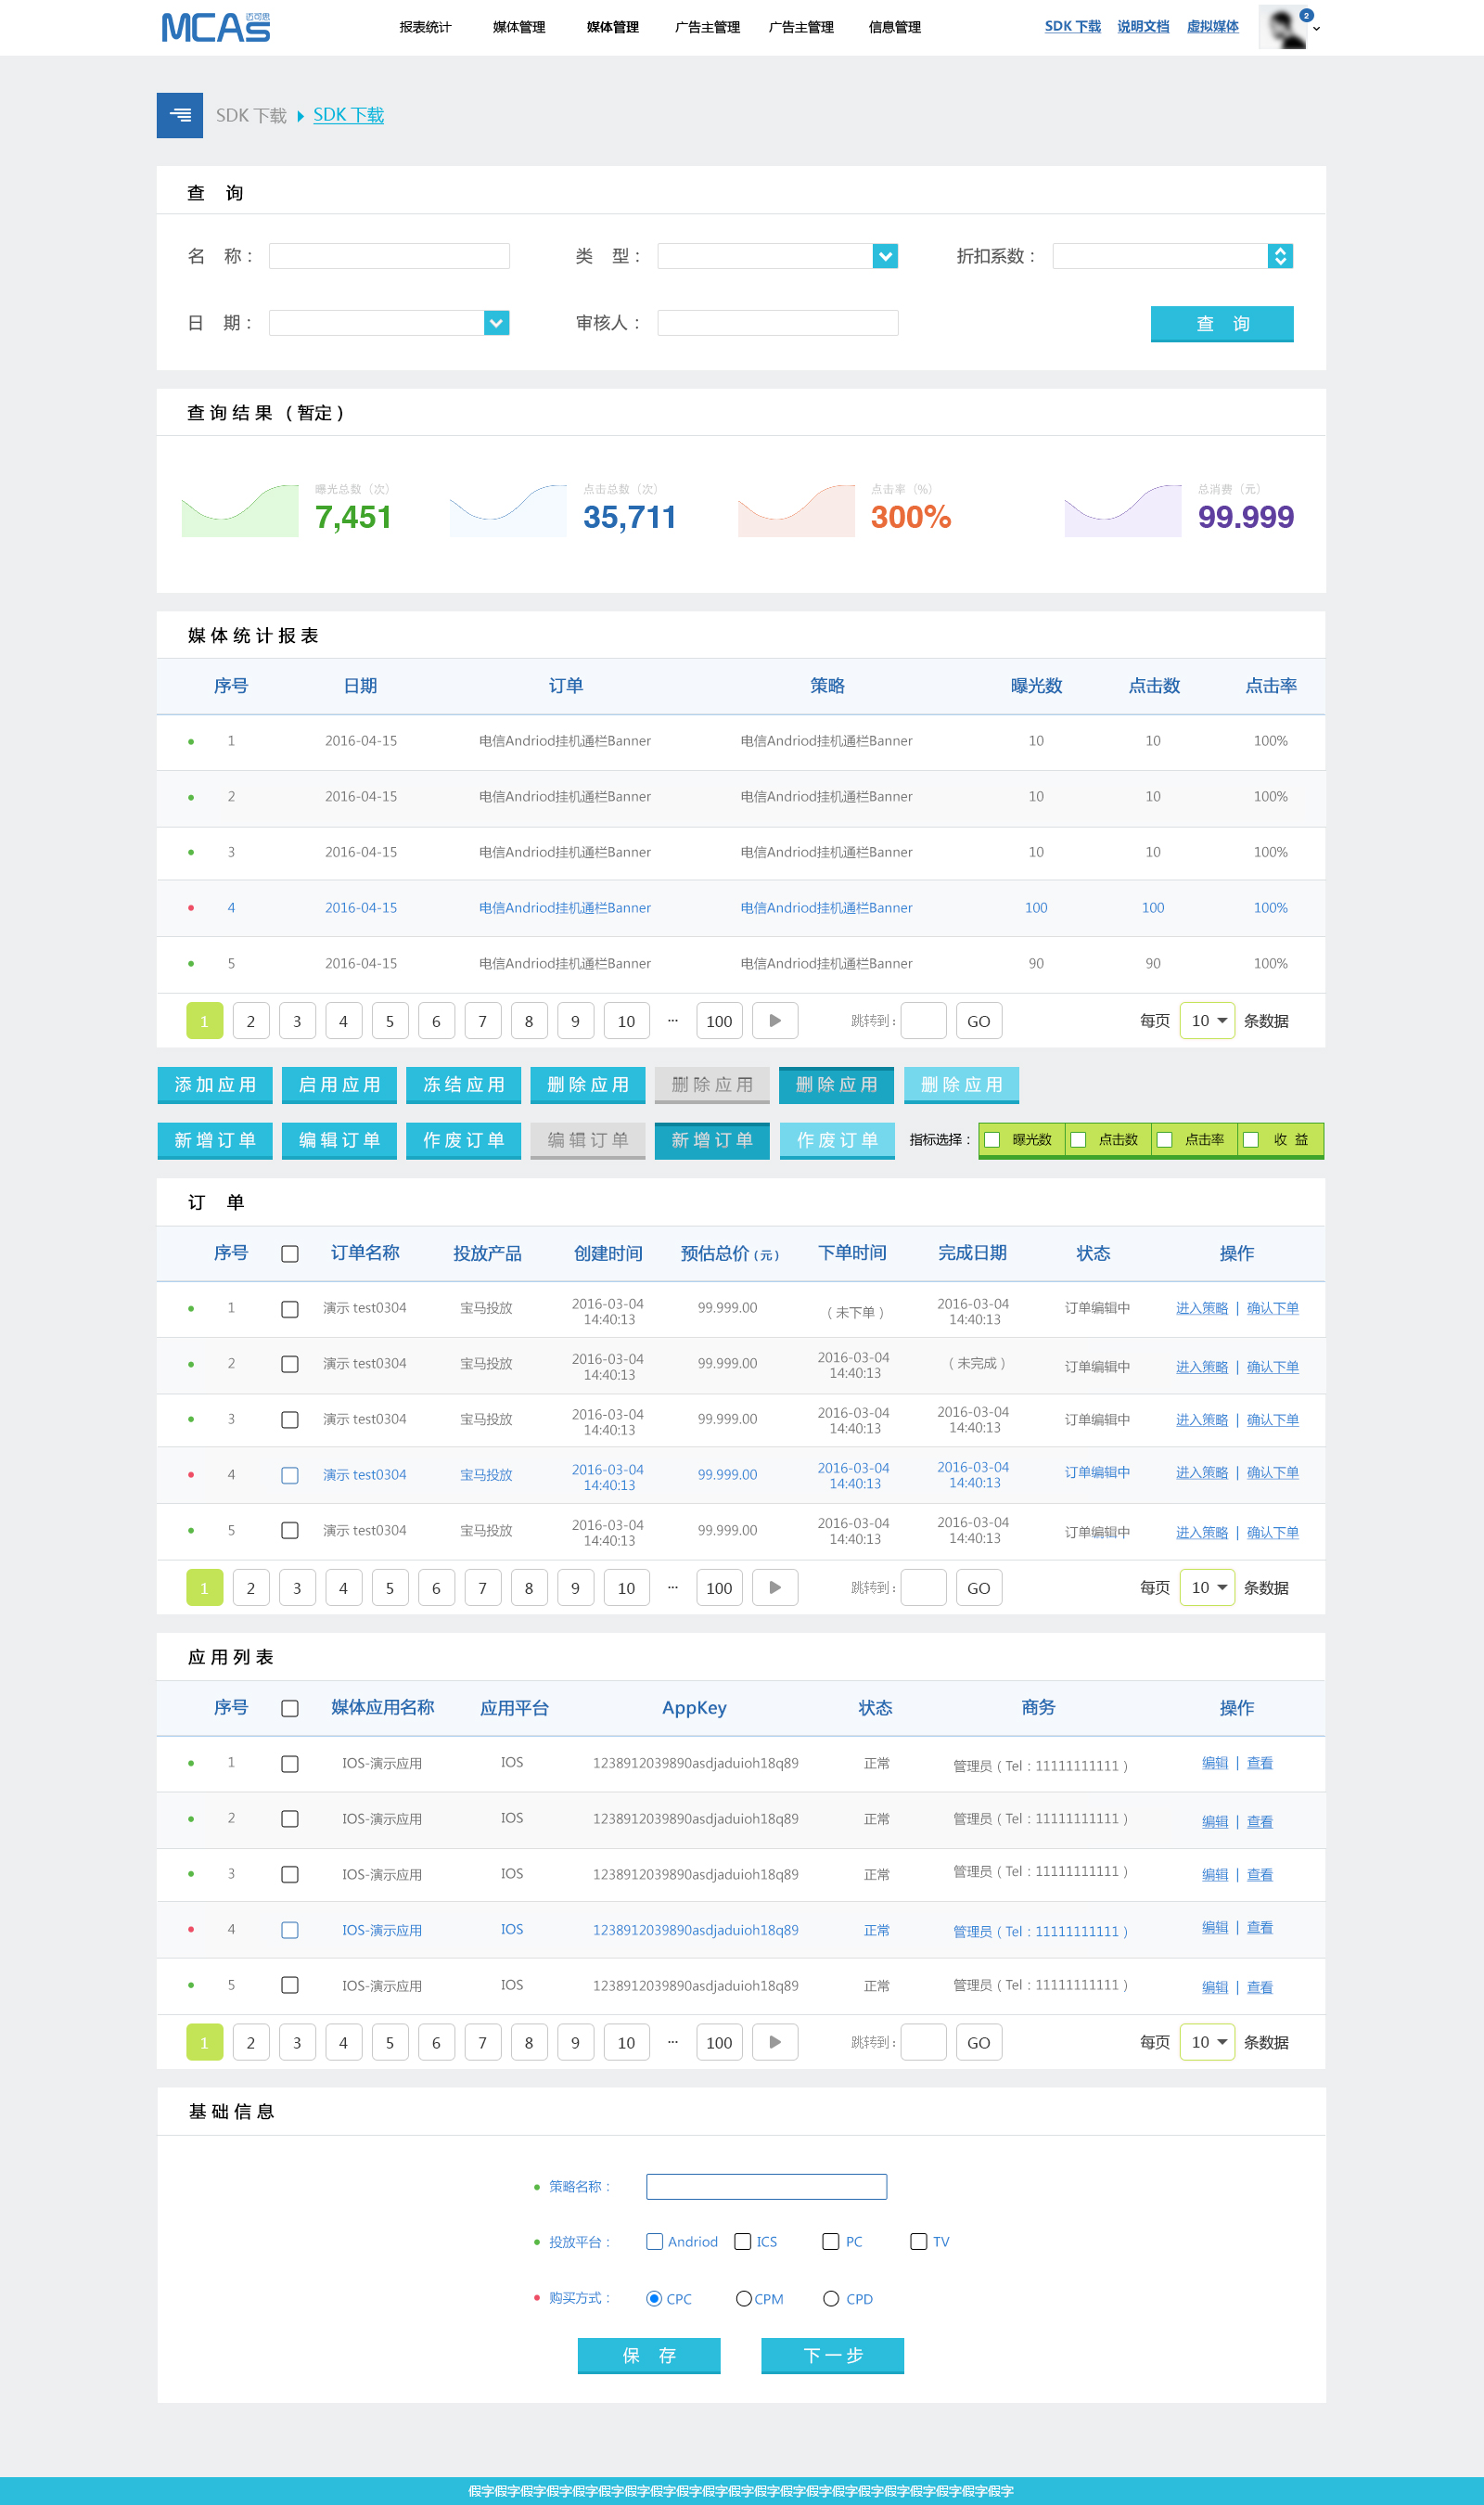 MCAs 迈可思 报表统计 媒体管理 媒体管理 广告主管理 广告主管理 信息管理 SDK 下载 说明文档 虚拟媒体 2
SDK 下载 SDK 下载
查 询
名 称： 类 型： 折扣系数：
日 期： 审核人： 查 询
查询结果（暂定）
曝光总数（次） 点击总数（次） 点击率（%） 总消费（元）
7,451 35,711 300% 99.999
媒体统计报表
序号 日期 订单 策略 曝光数 点击数 点击率
1 2016-04-15 电信Andriod挂机通栏Banner 电信Andriod挂机通栏Banner 10 10 100%
2 2016-04-15 电信Andriod挂机通栏Banner 电信Andriod挂机通栏Banner 10 10 100%
3 2016-04-15 电信Andriod挂机通栏Banner 电信Andriod挂机通栏Banner 10 10 100%
4 2016-04-15 电信Andriod挂机通栏Banner 电信Andriod挂机通栏Banner 100 100 100%
5 2016-04-15 电信Andriod挂机通栏Banner 电信Andriod挂机通栏Banner 90 90 100%
1 2 3 4 5 6 7 8 9 10 ... 100 跳转到： GO 每页 10 条数据
添加应用 启用应用 冻结应用 删除应用 删除应用 删除应用 删除应用
新增订单 编辑订单 作废订单 编辑订单 新增订单 作废订单 指标选择： 曝光数 点击数 点击率 收 益
订 单
序号 订单名称 投放产品 创建时间 预估总价（元） 下单时间 完成日期 状态 操作
1 演示 test0304 宝马投放 2016-03-04 14:40:13 99.999.00 （未下单） 2016-03-04 14:40:13 订单编辑中 进入策略 | 确认下单
2 演示 test0304 宝马投放 2016-03-04 14:40:13 99.999.00 2016-03-04 14:40:13 （未完成） 订单编辑中 进入策略 | 确认下单
3 演示 test0304 宝马投放 2016-03-04 14:40:13 99.999.00 2016-03-04 14:40:13 2016-03-04 14:40:13 订单编辑中 进入策略 | 确认下单
4 演示 test0304 宝马投放 2016-03-04 14:40:13 99.999.00 2016-03-04 14:40:13 2016-03-04 14:40:13 订单编辑中 进入策略 | 确认下单
5 演示 test0304 宝马投放 2016-03-04 14:40:13 99.999.00 2016-03-04 14:40:13 2016-03-04 14:40:13 订单编辑中 进入策略 | 确认下单
1 2 3 4 5 6 7 8 9 10 ... 100 跳转到： GO 每页 10 条数据
应用列表
序号 媒体应用名称 应用平台 AppKey 状态 商务 操作
1 IOS-演示应用 IOS 1238912039890asdjaduioh18q89 正常 管理员（Tel：11111111111） 编辑 | 查看
2 IOS-演示应用 IOS 1238912039890asdjaduioh18q89 正常 管理员（Tel：11111111111） 编辑 | 查看
3 IOS-演示应用 IOS 1238912039890asdjaduioh18q89 正常 管理员（Tel：11111111111） 编辑 | 查看
4 IOS-演示应用 IOS 1238912039890asdjaduioh18q89 正常 管理员（Tel：11111111111） 编辑 | 查看
5 IOS-演示应用 IOS 1238912039890asdjaduioh18q89 正常 管理员（Tel：11111111111） 编辑 | 查看
1 2 3 4 5 6 7 8 9 10 ... 100 跳转到： GO 每页 10 条数据
基础信息
策略名称：
投放平台： Andriod ICS PC TV
购买方式： CPC CPM CPD
保 存 下一步
假字假字假字假字假字假字假字假字假字假字假字假字假字假字假字假字假字假字假字假字假字